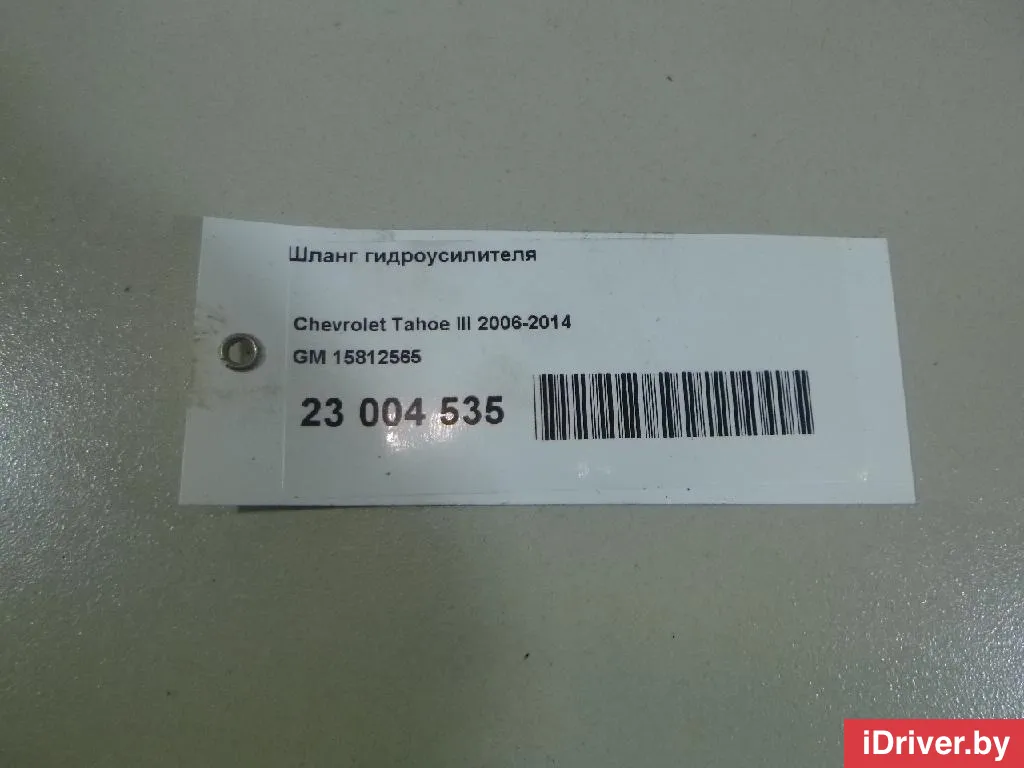 Шланг гидроусилителя
Chevrolet Tahoe III 2006-2014
GM 15812565
23 004 535
iDriver.by